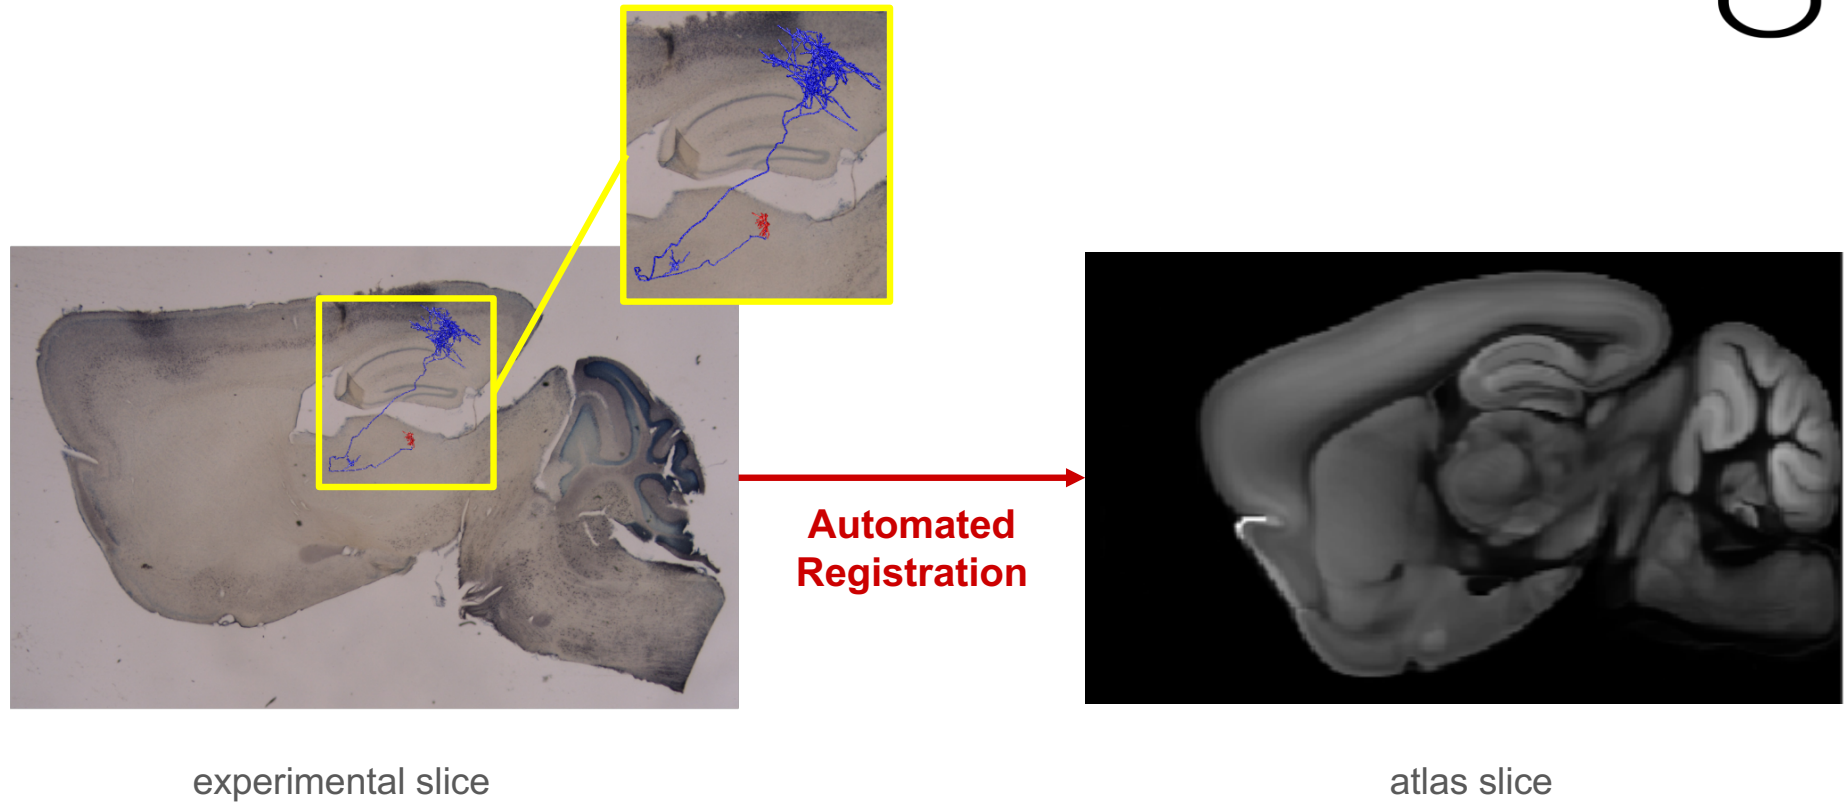 Automated
Registration
experimental slice
atlas slice